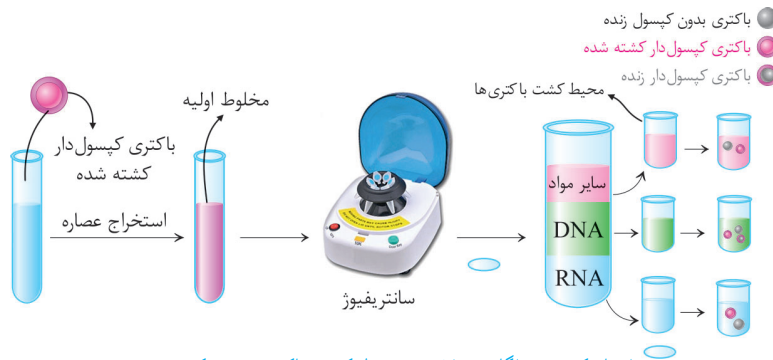 باکتری بدون کپسول زنده
باکتری کپسول‌دار کشته شده
باکتری کپسول‌دار زنده
محیط کشت باکتری‌ها
مخلوط اولیه
باکتری کپسول‌دار
کشته شده
استخراج عصاره
سانتریفیوژ
سایر مواد
DNA
RNA